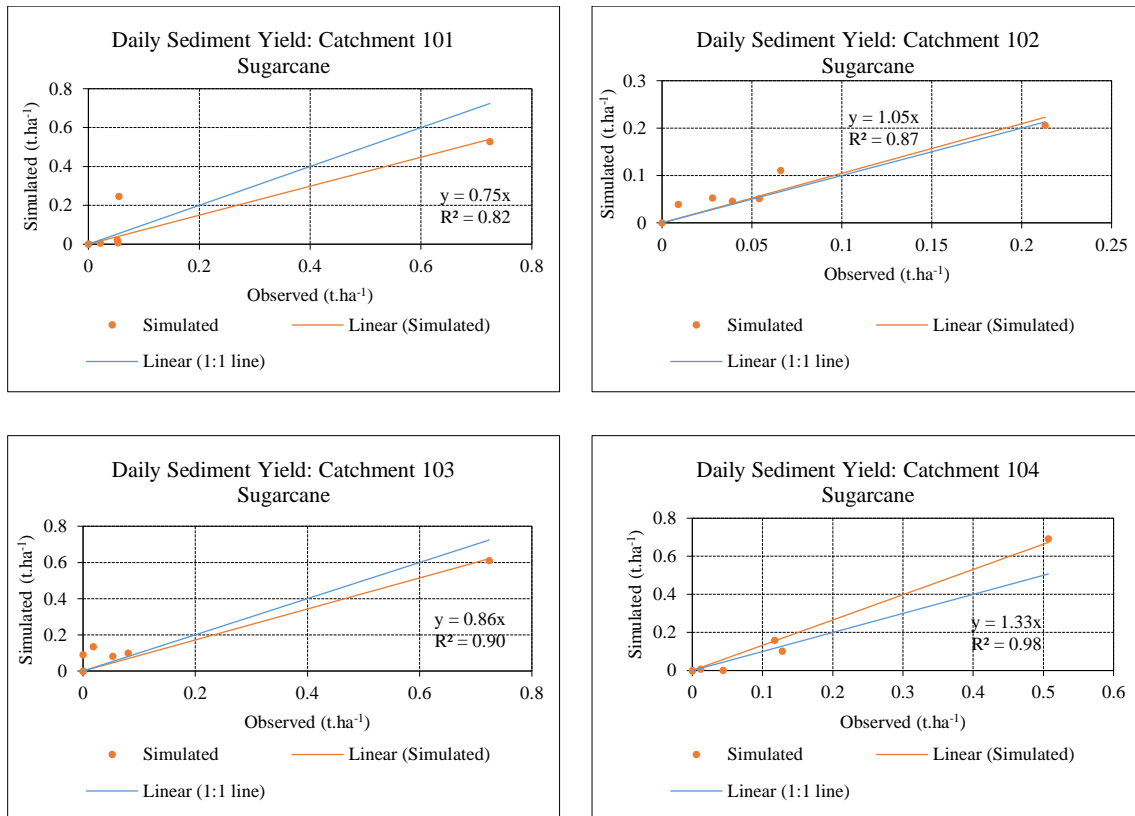 Daily Sediment Yield: Catchment 101
Sugarcane
Simulated (t.ha⁻¹)
0.8
0.6
0.4
0.2
0
y = 0.75x
R² = 0.82
0
0.2
0.4
0.6
0.8
Observed (t.ha⁻¹)
Simulated
Linear (Simulated)
Linear (1:1 line)
Daily Sediment Yield: Catchment 102
Sugarcane
Simulated (t.ha⁻¹)
0.3
0.2
0.1
0
y = 1.05x
R² = 0.87
0
0.05
0.1
0.15
0.2
0.25
Observed (t.ha⁻¹)
Simulated
Linear (Simulated)
Linear (1:1 line)
Daily Sediment Yield: Catchment 103
Sugarcane
Simulated (t.ha⁻¹)
0.8
0.6
0.4
0.2
0
y = 0.86x
R² = 0.90
0
0.2
0.4
0.6
0.8
Observed (t.ha⁻¹)
Simulated
Linear (Simulated)
Linear (1:1 line)
Daily Sediment Yield: Catchment 104
Sugarcane
Simulated (t.ha⁻¹)
0.8
0.6
0.4
0.2
0
y = 1.33x
R² = 0.98
0
0.1
0.2
0.3
0.4
0.5
0.6
Observed (t.ha⁻¹)
Simulated
Linear (Simulated)
Linear (1:1 line)